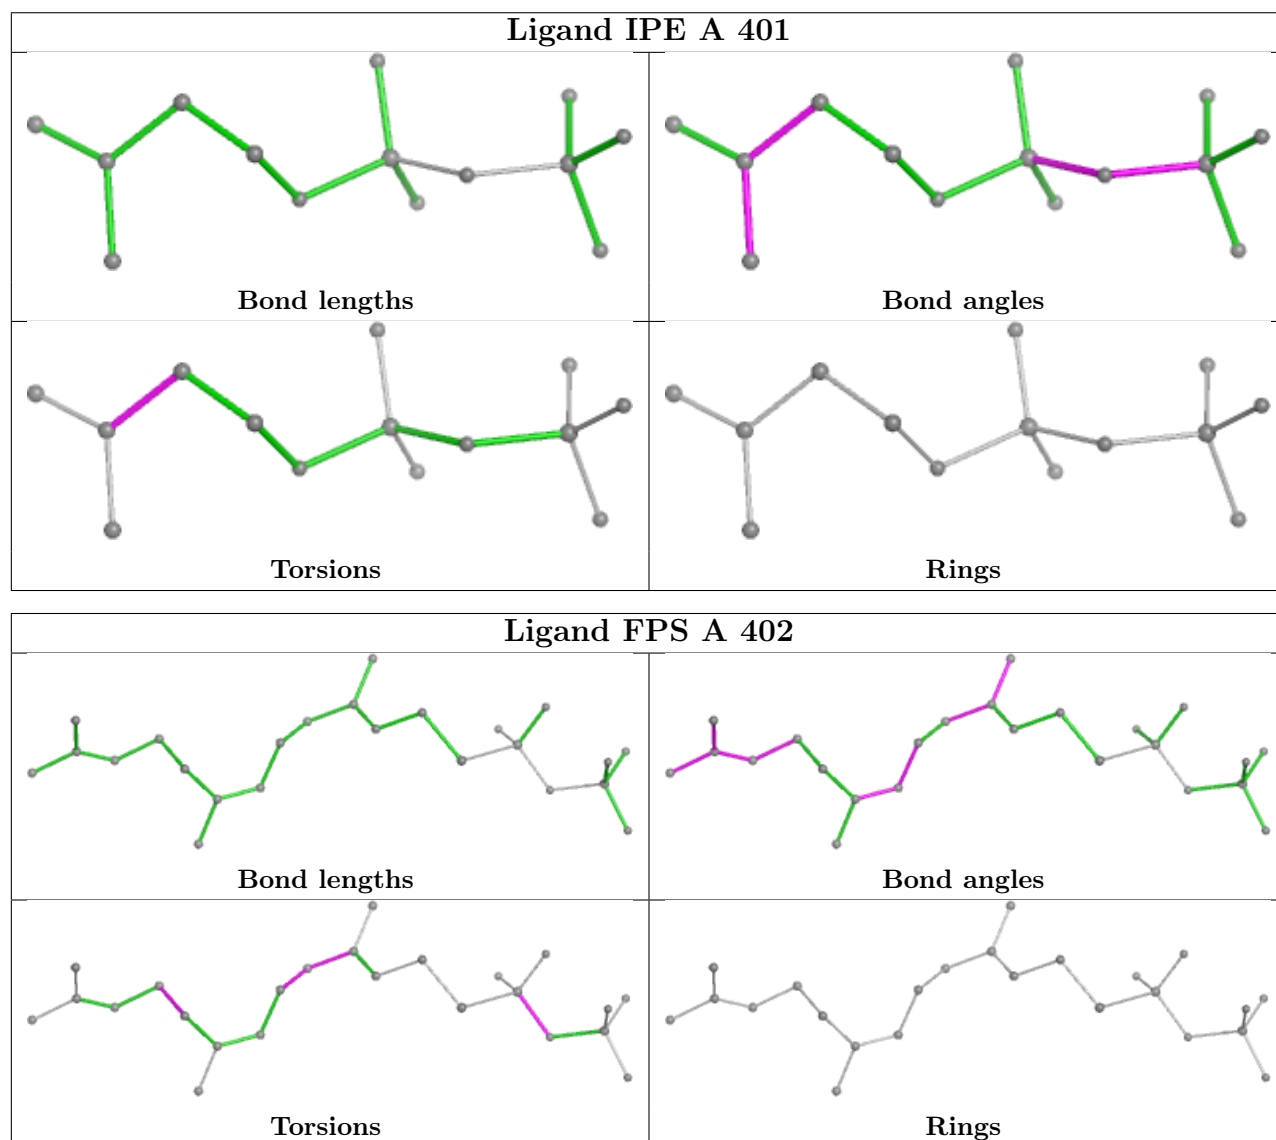 Ligand IPE A 401
Bond lengths
Bond angles
Torsions
Rings
Ligand FPS A 402
Bond lengths
Bond angles
Torsions
Rings